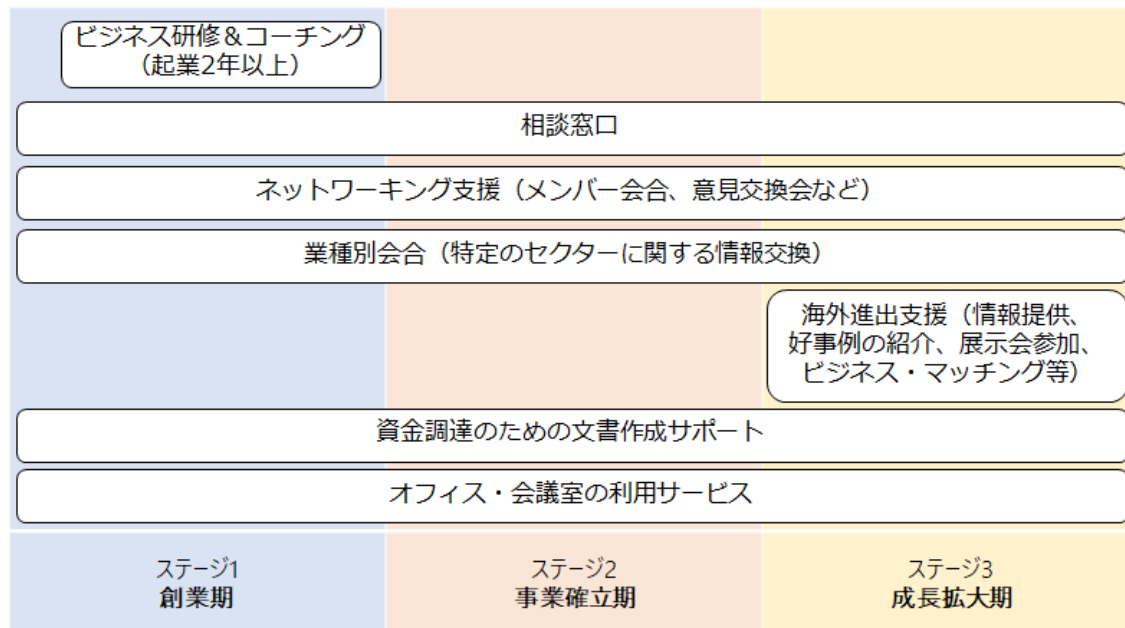 ビジネス研修＆コーチング
（起業2年以上）
相談窓口
ネットワーキング支援（メンバー会合、意見交換会など）
業種別会合（特定のセクターに関する情報交換）
海外進出支援（情報提供、
好事例の紹介、展示会参加、
ビジネス・マッチング等）
資金調達のための文書作成サポート
オフィス・会議室の利用サービス
ステージ1
創業期
ステージ2
事業確立期
ステージ3
成長拡大期